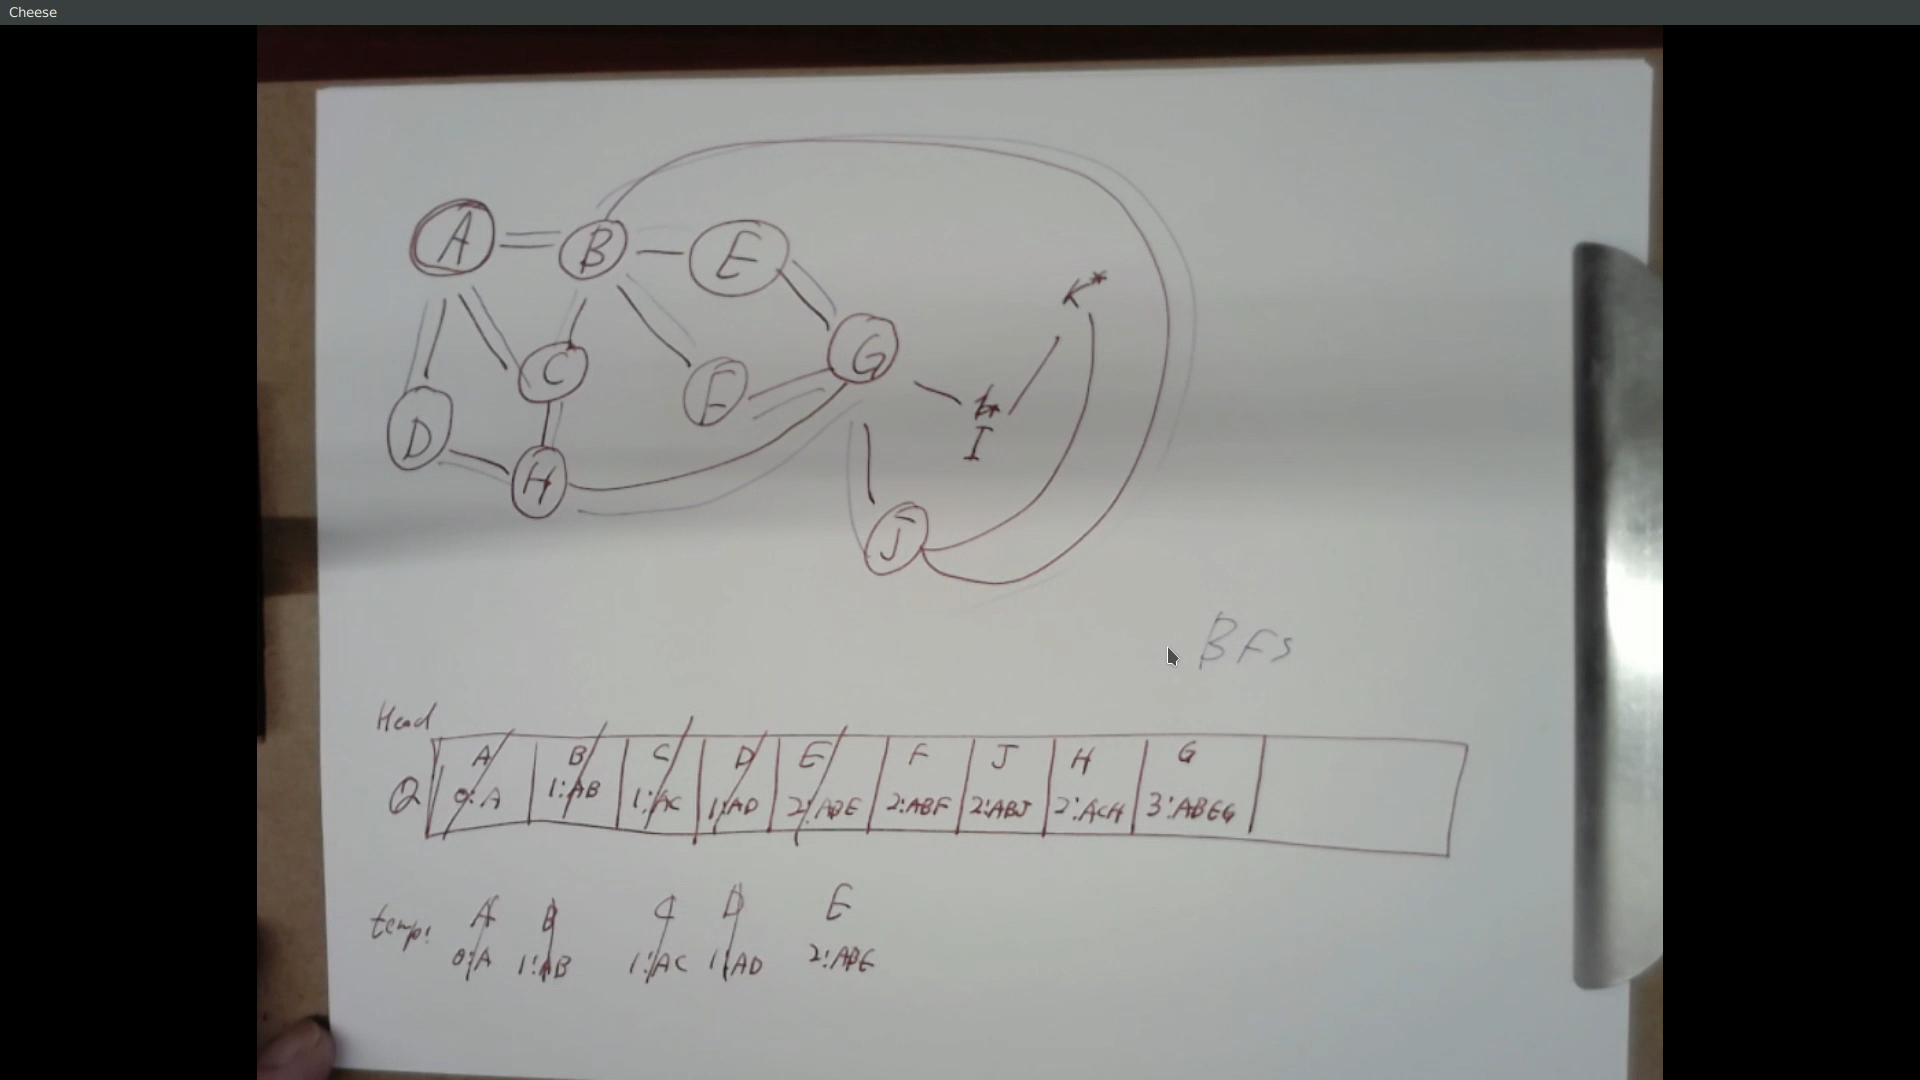 Cheese
A B E
K*
G
C
F
I
D
H
J
BFS
Head
A B C D E F J H G
Q 0:A 1:AB 1:AC 1:AD 2:ABE 2:ABF 2:ABJ 2:ACH 3:ABEG
temp: A B C D E
0:A 1:AB 1:AC 1:AD 2:ABE